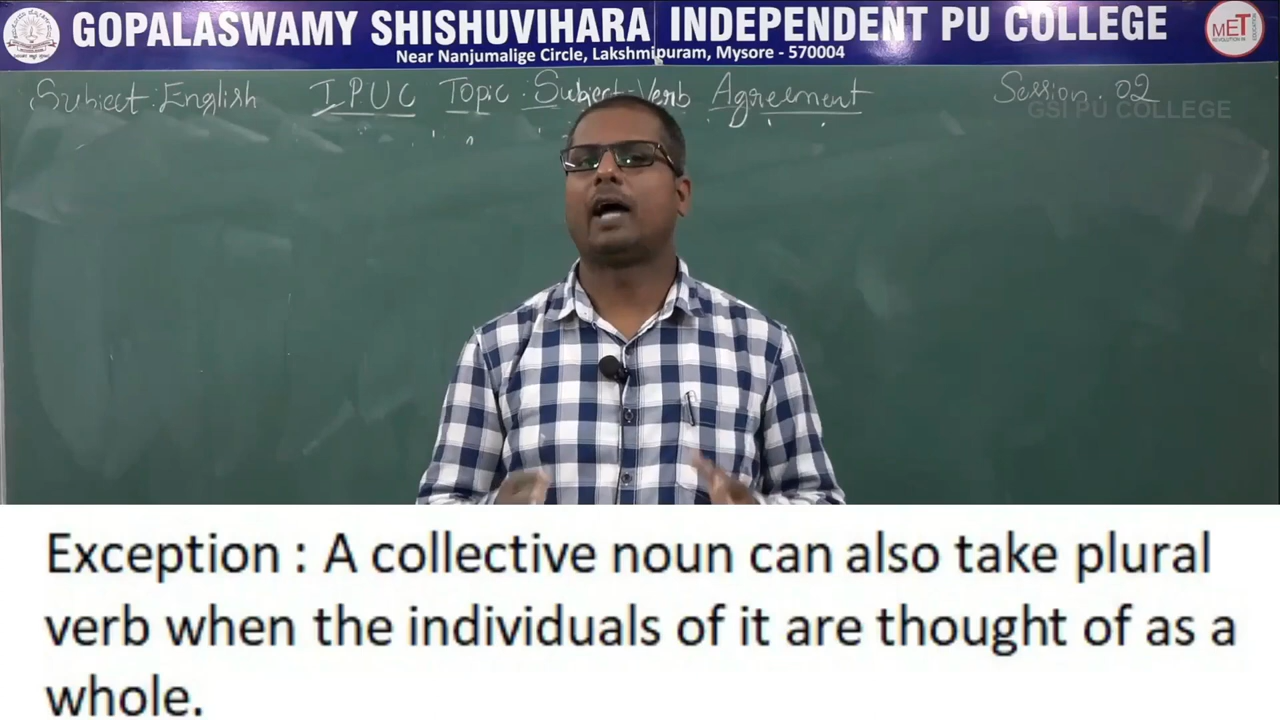 GOPALASWAMY SHISHUVIHARA INDEPENDENT PU COLLEGE
Near Nanjumalige Circle, Lakshmipuram, Mysore - 570004
MET
Subject : English I PUC Topic : Subject-Verb Agreement Session. 02
GSI PU COLLEGE
Exception : A collective noun can also take plural
verb when the individuals of it are thought of as a
whole.